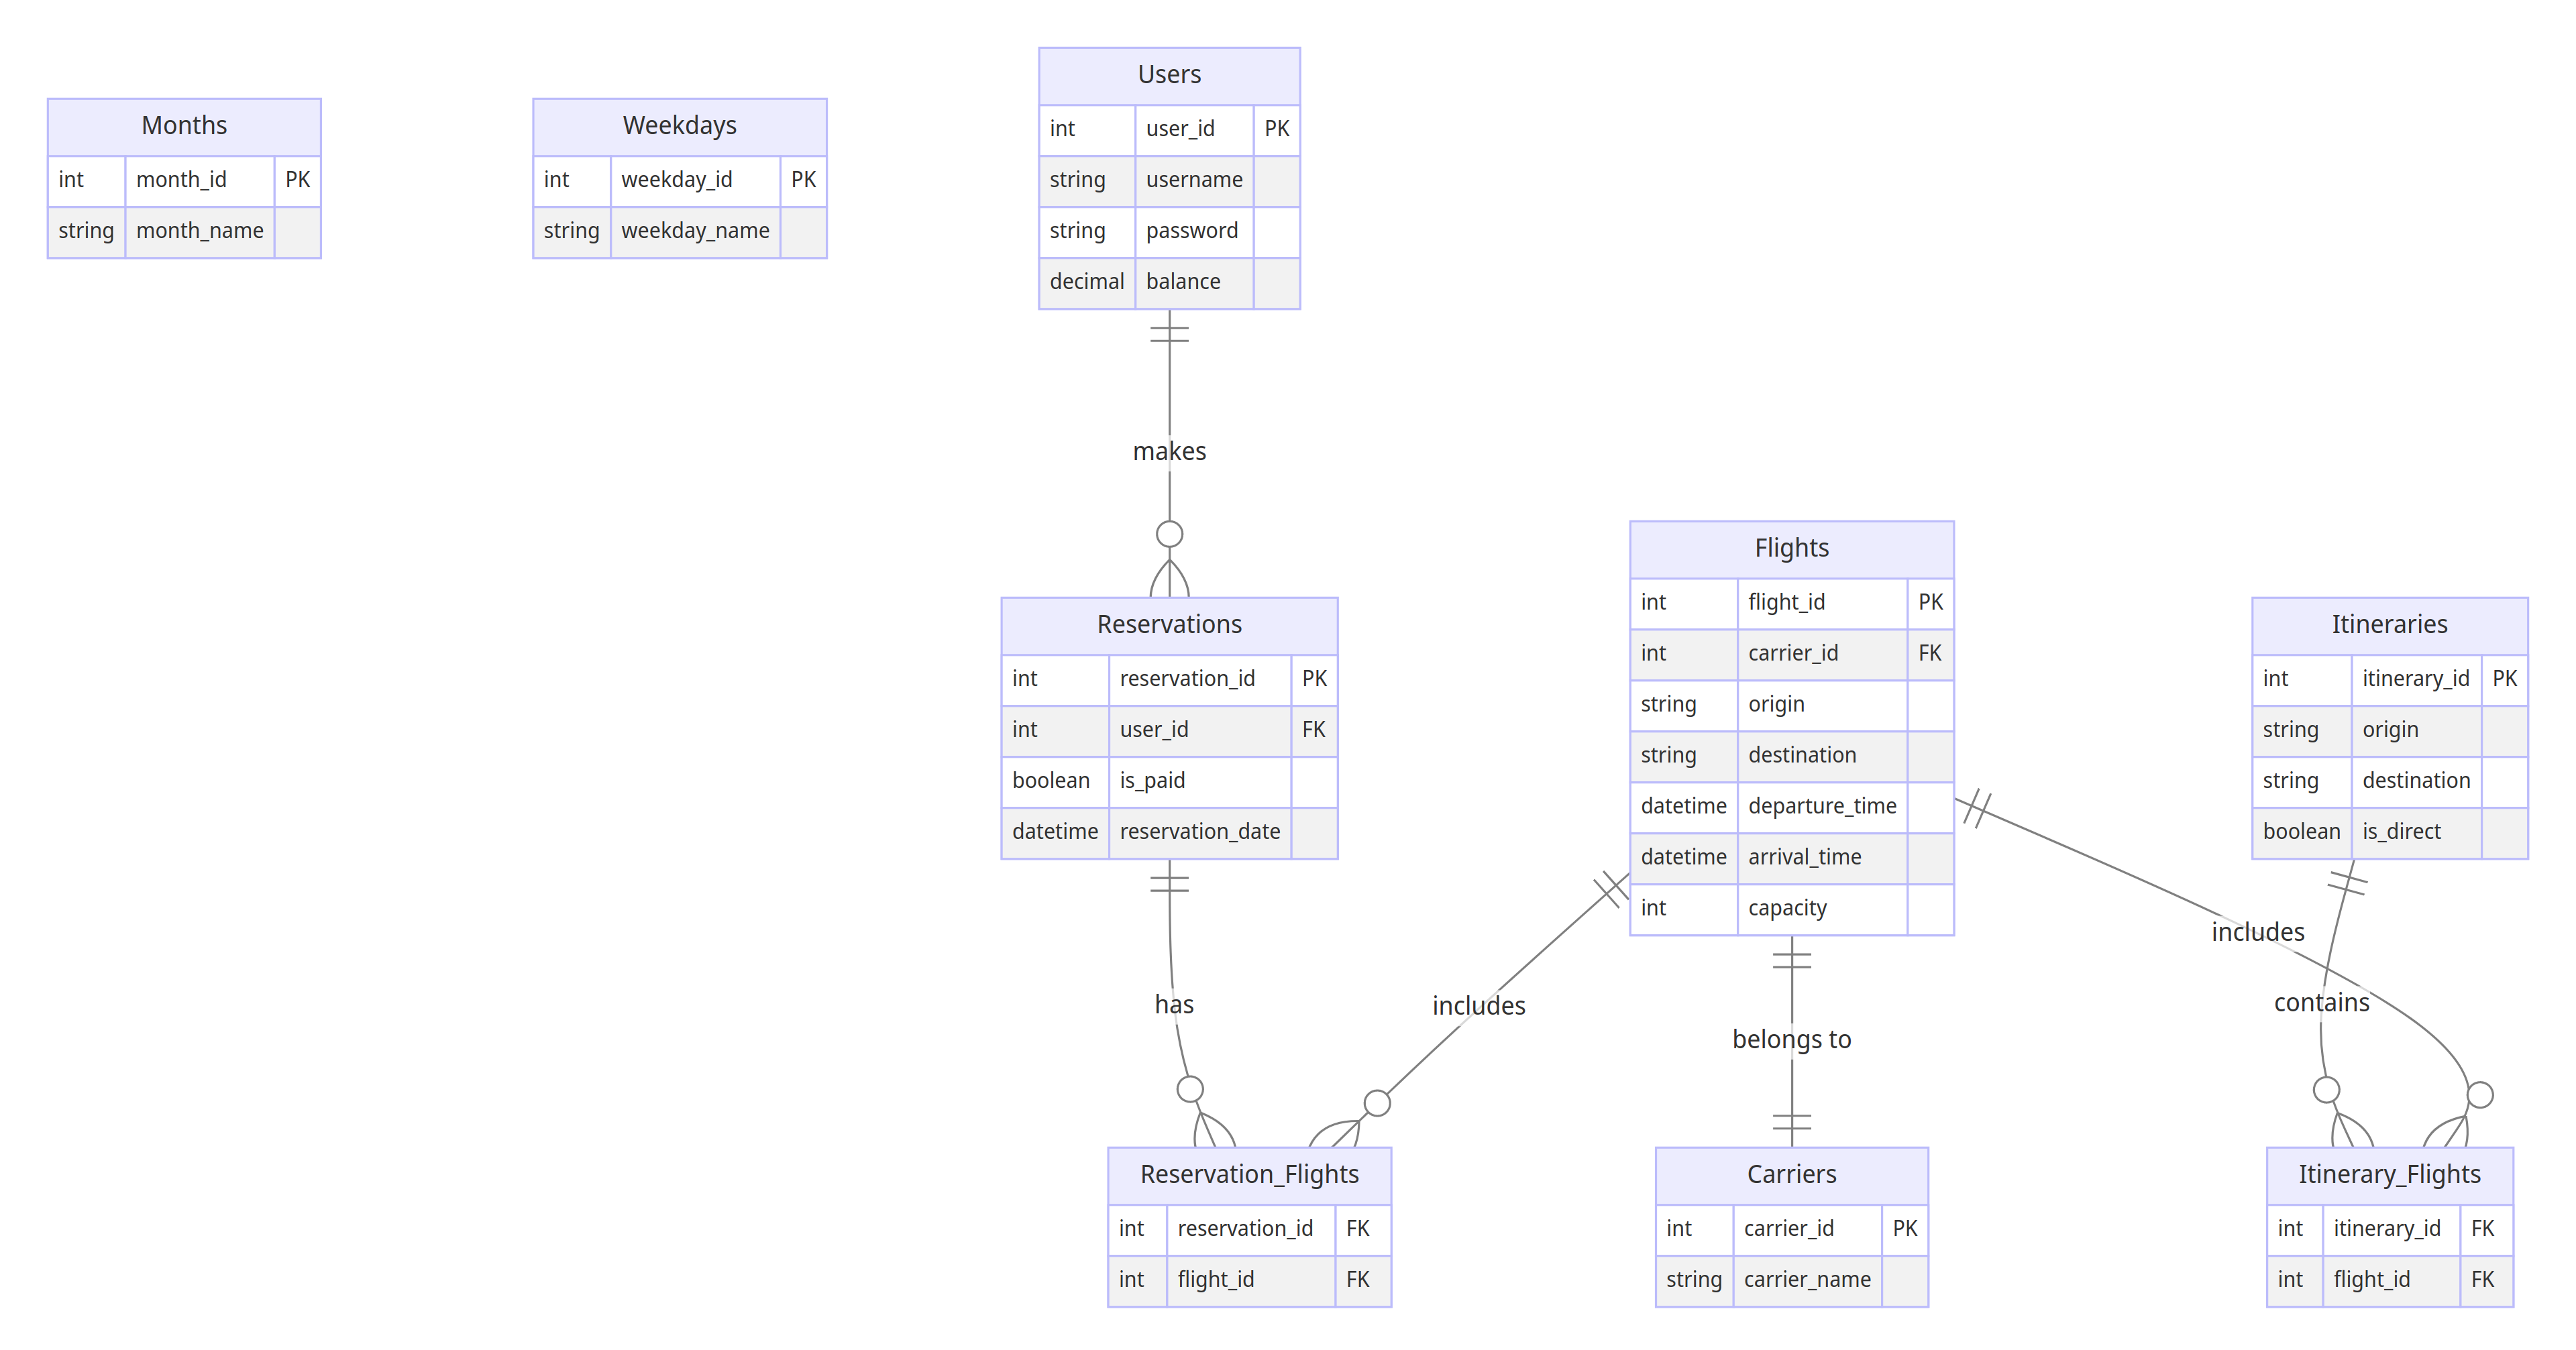 Months
int month_id PK
string month_name
Weekdays
int weekday_id PK
string weekday_name
Users
int user_id PK
string username
string password
decimal balance
makes
Reservations
int reservation_id PK
int user_id FK
boolean is_paid
datetime reservation_date
Flights
int flight_id PK
int carrier_id FK
string origin
string destination
datetime departure_time
datetime arrival_time
int capacity
Itineraries
int itinerary_id PK
string origin
string destination
boolean is_direct
has
includes
belongs to
includes
contains
Reservation_Flights
int reservation_id FK
int flight_id FK
Carriers
int carrier_id PK
string carrier_name
Itinerary_Flights
int itinerary_id FK
int flight_id FK